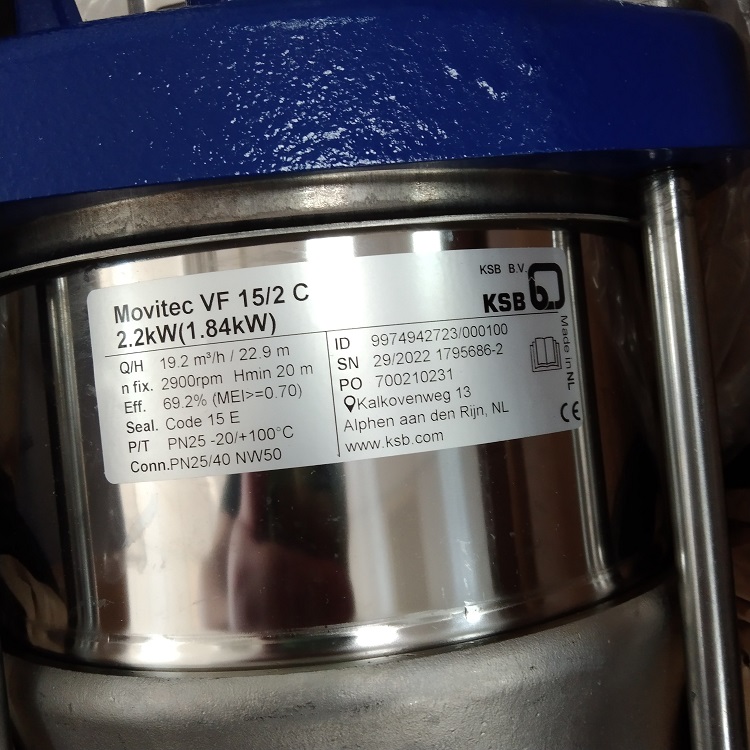 Movitec VF 15/2 C
2.2kW(1.84kW)
Q/H 19.2 m³/h / 22.9 m
n fix. 2900rpm Hmin 20 m
Eff. 69.2% (MEI>=0.70)
Seal. Code 15 E
P/T PN25 -20/+100°C
Conn.PN25/40 NW50
KSB B.V.
KSB
ID 9974942723/000100
SN 29/2022 1795686-2
PO 700210231
Kalkovenweg 13
Alphen aan den Rijn, NL
www.ksb.com
Made in NL
CE